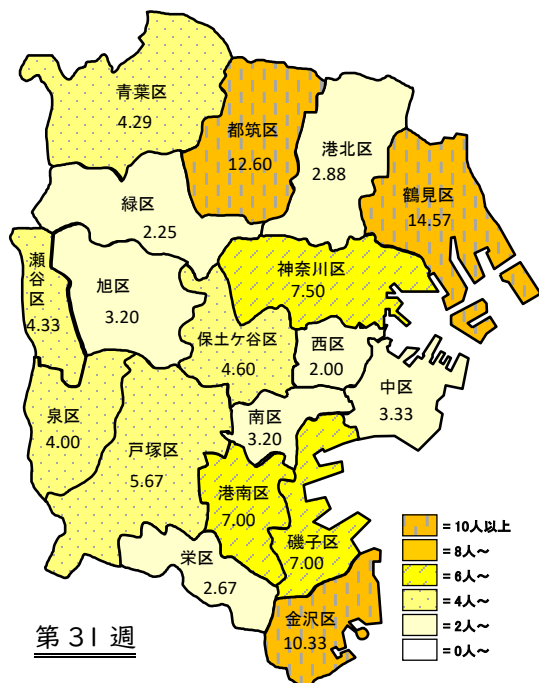 青葉区
4.29
都筑区
12.60
港北区
2.88
鶴見区
14.57
緑区
2.25
瀬谷区
4.33
旭区
3.20
神奈川区
7.50
保土ケ谷区
4.60
西区
2.00
中区
3.33
泉区
4.00
戸塚区
5.67
南区
3.20
港南区
7.00
磯子区
7.00
栄区
2.67
金沢区
10.33
=10人以上
=8人～
=6人～
=4人～
=2人～
=0人～
第31週